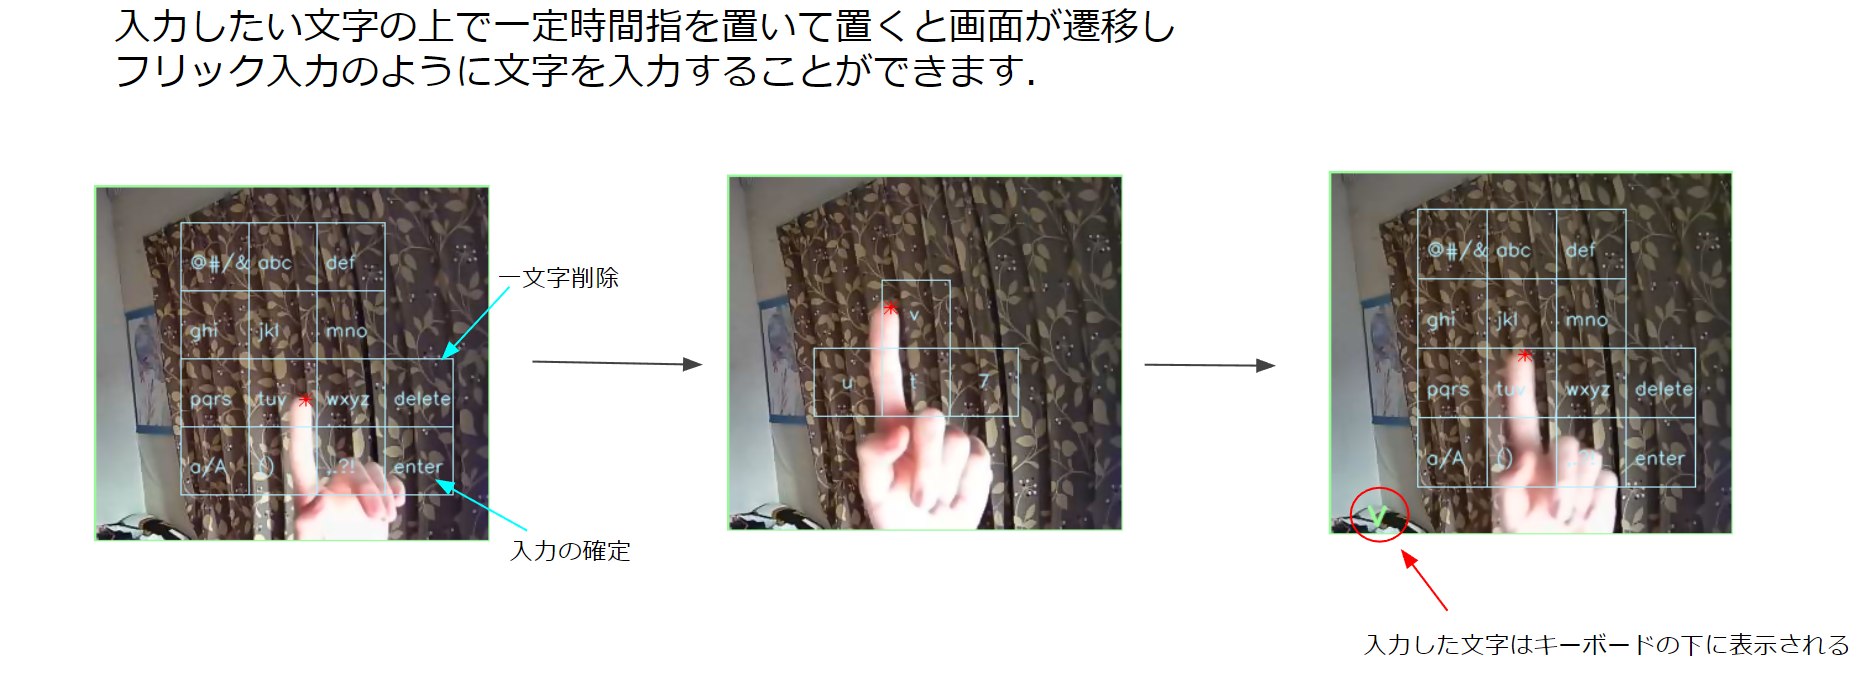 入力したい文字の上で一定時間指を置いて置くと画面が遷移し
フリック入力のように文字を入力することができます.
@#/& abc def
ghi jkl mno
pqrs tuv wxyz delete
a/A () .,?! enter
一文字削除
入力の確定
v
u t 7
@#/& abc def
ghi jkl mno
pqrs tuv wxyz delete
a/A () enter
v
入力した文字はキーボードの下に表示される